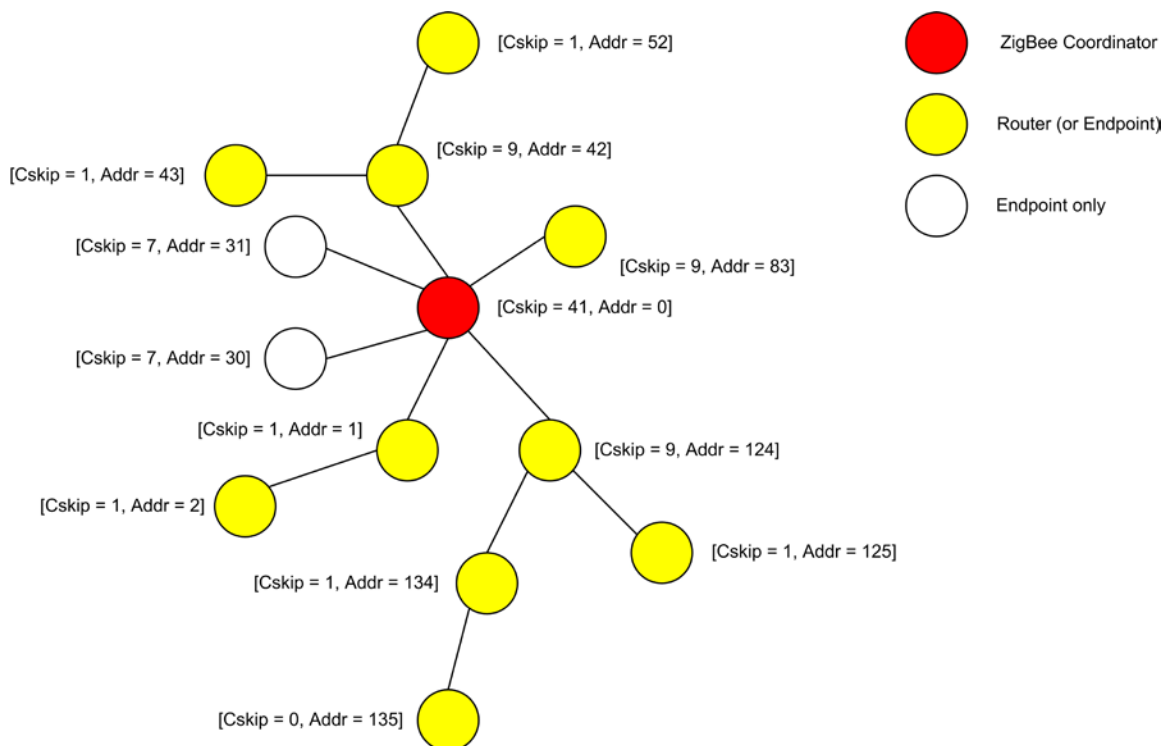 [Cskip = 1, Addr = 52]
ZigBee Coordinator
Router (or Endpoint)
[Cskip = 9, Addr = 42]
[Cskip = 1, Addr = 43]
Endpoint only
[Cskip = 7, Addr = 31]
[Cskip = 9, Addr = 83]
[Cskip = 41, Addr = 0]
[Cskip = 7, Addr = 30]
[Cskip = 1, Addr = 1]
[Cskip = 9, Addr = 124]
[Cskip = 1, Addr = 2]
[Cskip = 1, Addr = 125]
[Cskip = 1, Addr = 134]
[Cskip = 0, Addr = 135]